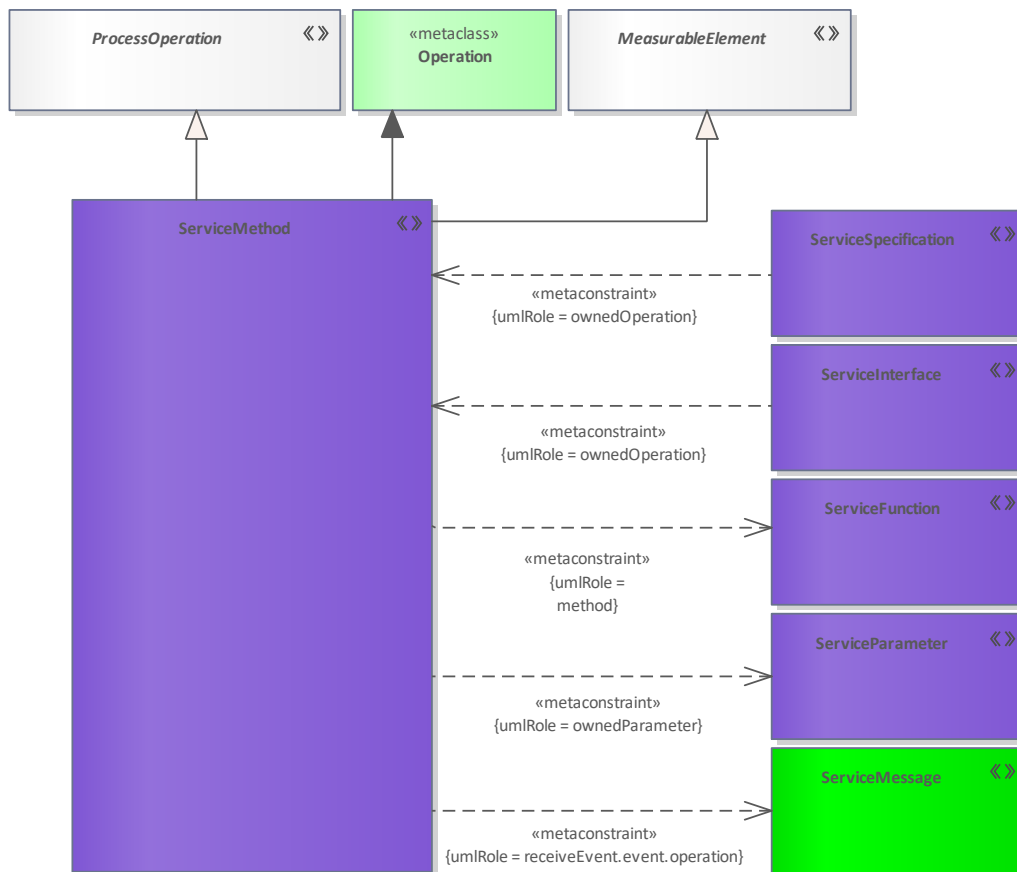 ProcessOperation
«»
«metaclass»
Operation
MeasurableElement
«»
ServiceMethod
«»
ServiceSpecification
«»
«metaconstraint»
{umlRole = ownedOperation}
ServiceInterface
«»
«metaconstraint»
{umlRole = ownedOperation}
ServiceFunction
«»
«metaconstraint»
{umlRole =
method}
ServiceParameter
«»
«metaconstraint»
{umlRole = ownedParameter}
ServiceMessage
«»
«metaconstraint»
{umlRole = receiveEvent.event.operation}